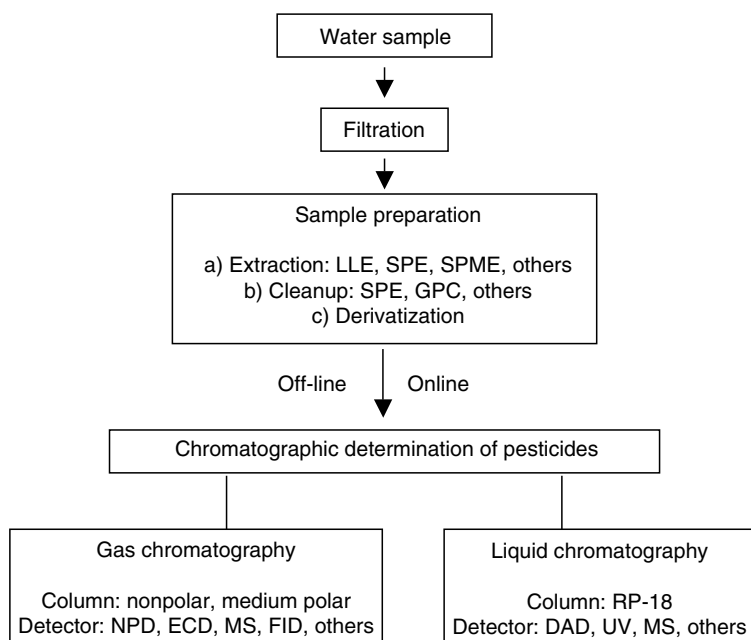 Water sample
Filtration
Sample preparation
a) Extraction: LLE, SPE, SPME, others
b) Cleanup: SPE, GPC, others
c) Derivatization
Off-line
Online
Chromatographic determination of pesticides
Gas chromatography
Column: nonpolar, medium polar
Detector: NPD, ECD, MS, FID, others
Liquid chromatography
Column: RP-18
Detector: DAD, UV, MS, others